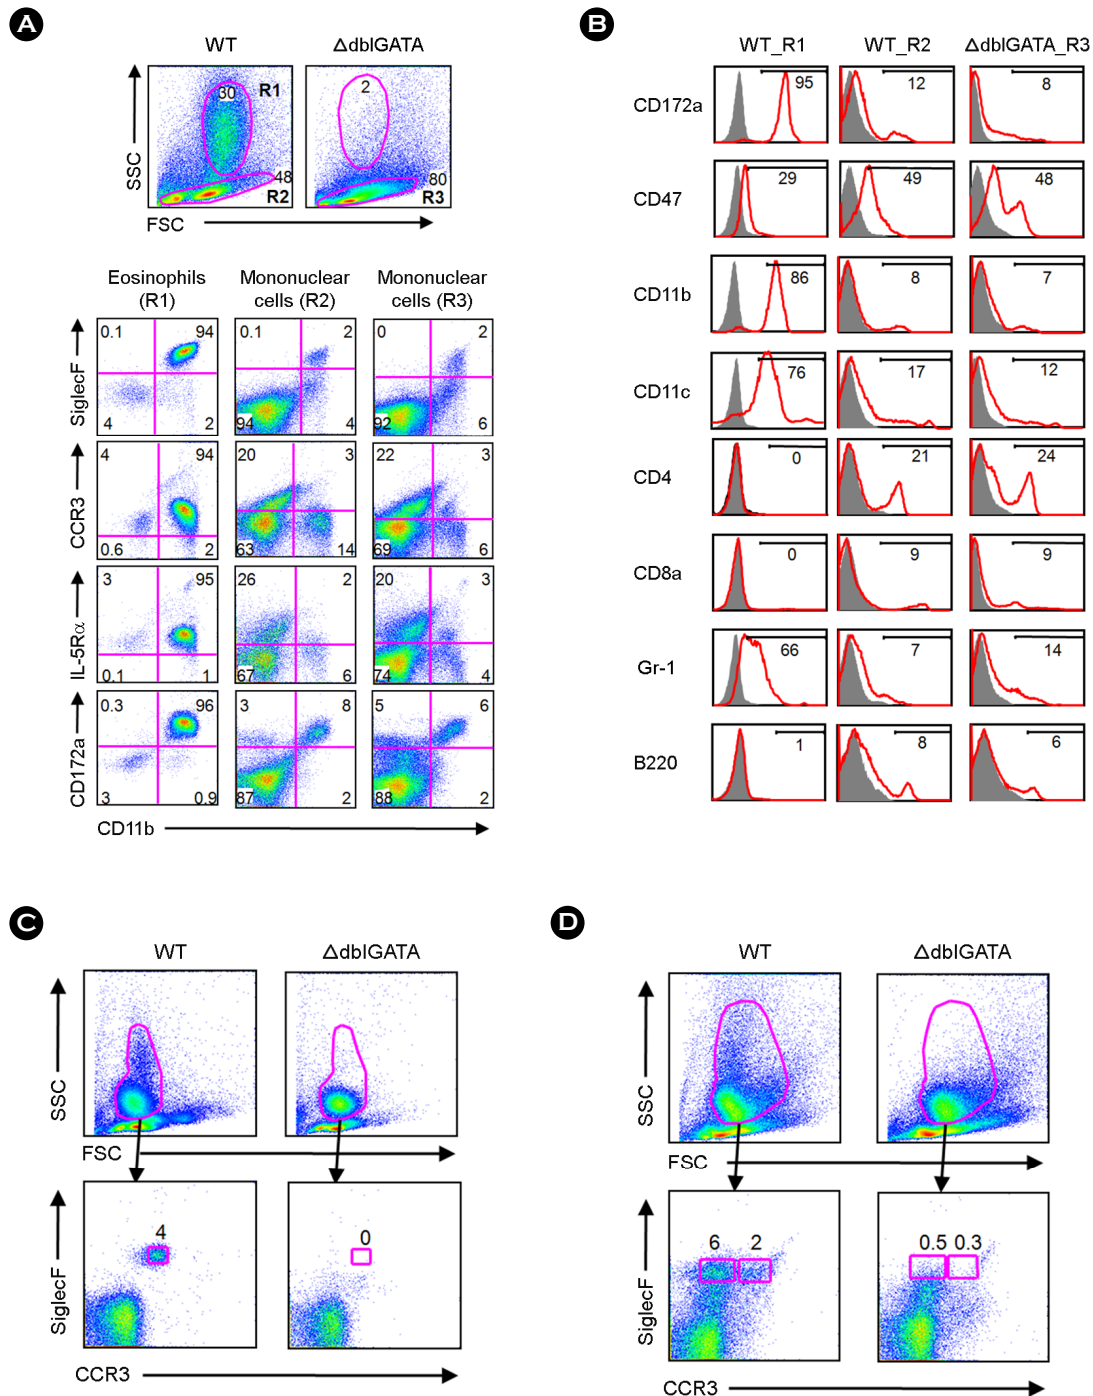 A
WT
ΔdblGATA
SSC
30
R1
48
R2
2
80
R3
FSC
Eosinophils
(R1)
Mononuclear
cells (R2)
Mononuclear
cells (R3)
SiglecF
0.1
94
4
2
0.1
2
94
4
0
2
92
6
CCR3
4
94
0.6
2
20
3
63
14
22
3
69
6
IL-5Rα
3
95
0.1
1
26
2
67
6
20
3
74
4
CD172a
0.3
96
3
0.9
3
8
87
2
5
6
88
2
CD11b
B
WT_R1
WT_R2
ΔdblGATA_R3
CD172a
95
12
8
CD47
29
49
48
CD11b
86
8
7
CD11c
76
17
12
CD4
0
21
24
CD8a
0
9
9
Gr-1
66
7
14
B220
1
8
6
C
WT
ΔdblGATA
SSC
FSC
SiglecF
4
0
CCR3
D
WT
ΔdblGATA
SSC
FSC
SiglecF
6
2
0.5
0.3
CCR3